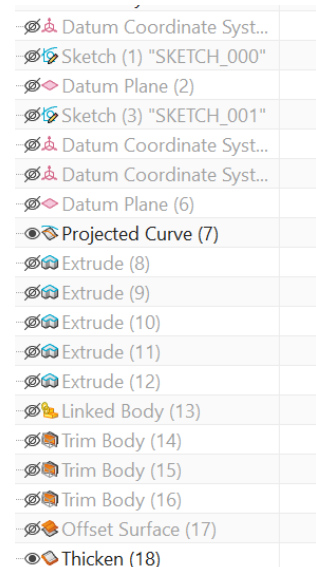 Datum Coordinate Syst...
Sketch (1) "SKETCH_000"
Datum Plane (2)
Sketch (3) "SKETCH_001"
Datum Coordinate Syst...
Datum Coordinate Syst...
Datum Plane (6)
Projected Curve (7)
Extrude (8)
Extrude (9)
Extrude (10)
Extrude (11)
Extrude (12)
Linked Body (13)
Trim Body (14)
Trim Body (15)
Trim Body (16)
Offset Surface (17)
Thicken (18)